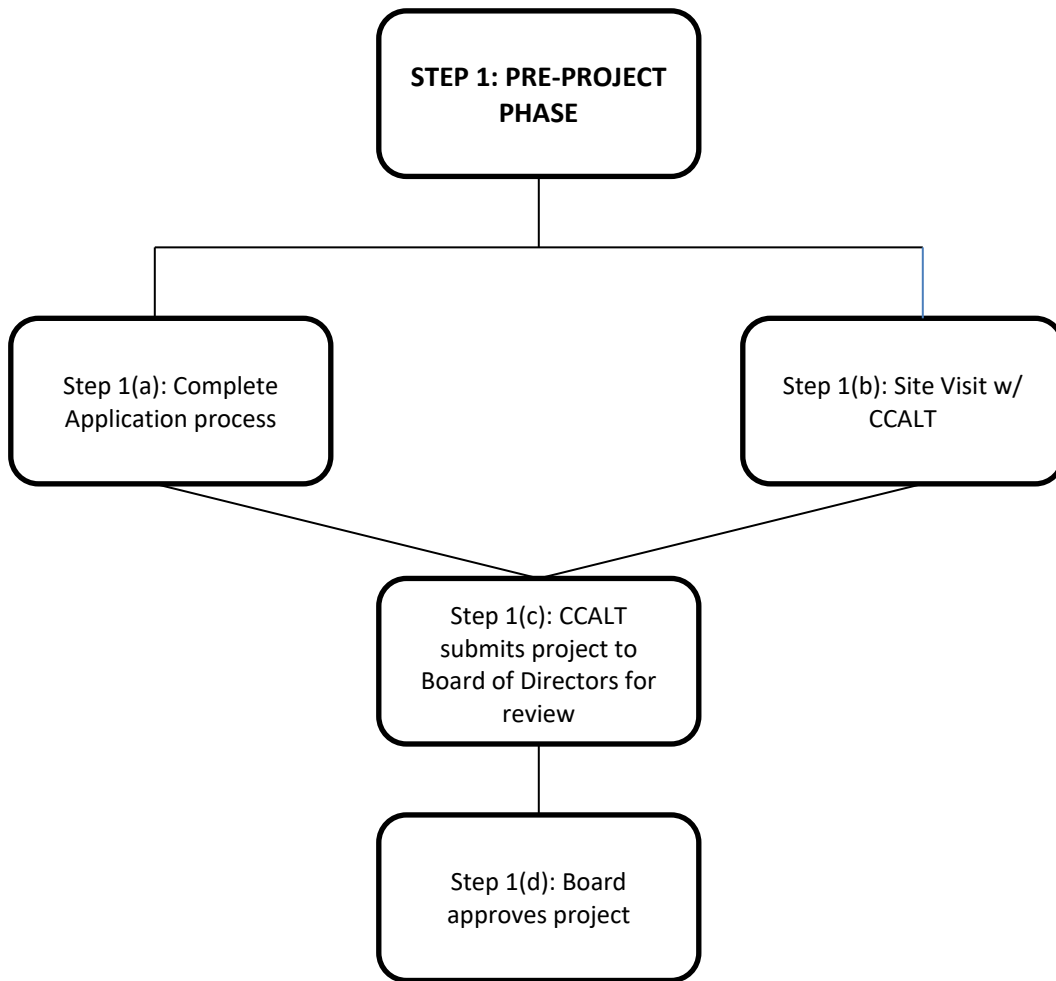 STEP 1: PRE-PROJECT
PHASE
Step 1(a): Complete
Application process
Step 1(b): Site Visit w/
CCALT
Step 1(c): CCALT
submits project to
Board of Directors for
review
Step 1(d): Board
approves project